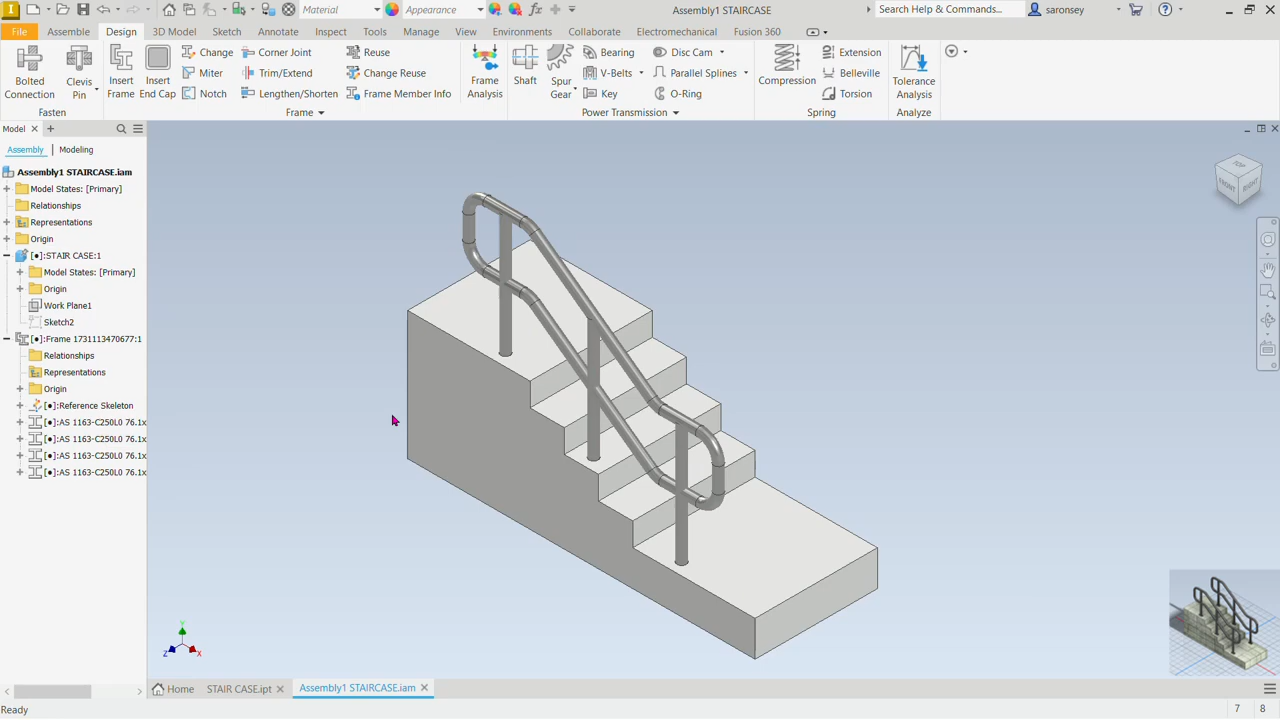 Material
Appearance
Assembly1 STAIRCASE
Search Help & Commands...
saronsey
File
Assemble
Design
3D Model
Sketch
Annotate
Inspect
Tools
Manage
View
Environments
Collaborate
Electromechanical
Fusion 360
Bolted Connection
Clevis Pin
Fasten
Insert Frame
Insert End Cap
Change
Miter
Notch
Corner Joint
Trim/Extend
Lengthen/Shorten
Reuse
Change Reuse
Frame Member Info
Frame
Frame Analysis
Shaft
Spur Gear
Bearing
V-Belts
Key
Disc Cam
Parallel Splines
O-Ring
Power Transmission
Compression
Extension
Belleville
Torsion
Spring
Tolerance Analysis
Analyze
Model
Assembly
Modeling
Assembly1 STAIRCASE.iam
Model States: [Primary]
Relationships
Representations
Origin
[●]:STAIR CASE:1
Model States: [Primary]
Origin
Work Plane1
Sketch2
[●]:Frame 1731113470677:1
Relationships
Representations
Origin
[●]:Reference Skeleton
[●]:AS 1163-C250L0 76.1x
[●]:AS 1163-C250L0 76.1x
[●]:AS 1163-C250L0 76.1x
[●]:AS 1163-C250L0 76.1x
TOP
FRONT
RIGHT
Y
Z
X
Home
STAIR CASE.ipt
Assembly1 STAIRCASE.iam
Ready
7
8